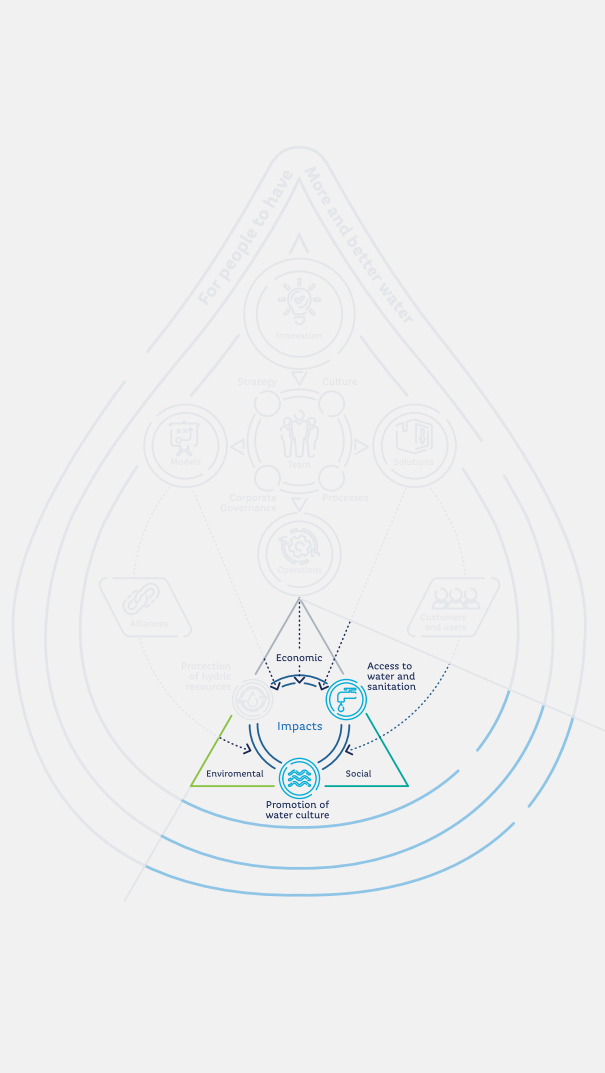 For people to have
More and better water
Innovation
Strategy
Culture
Models
Team
Solutions
Corporate
Governance
Processes
Operations
Alliances
Customers
and users
Economic
Protection
of hydric
resources
Access to
water and
sanitation
Impacts
Enviromental
Social
Promotion of
water culture